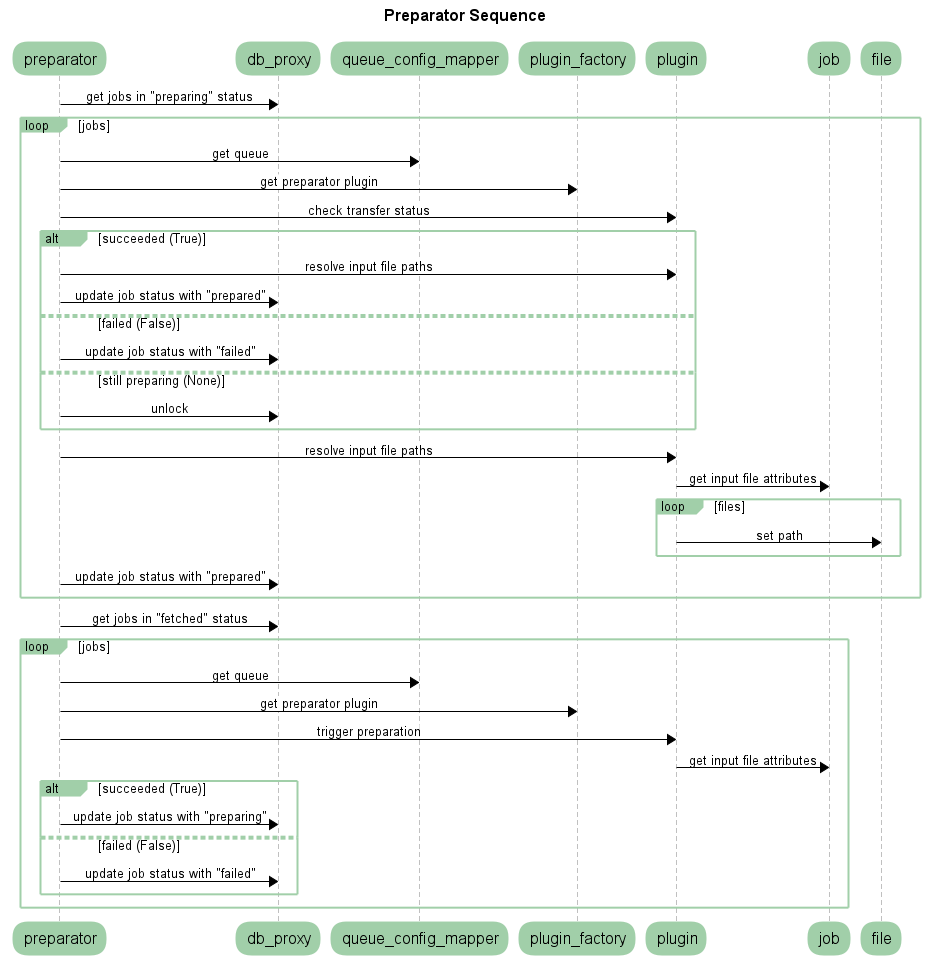 Preparator Sequence
preparator db_proxy queue_config_mapper plugin_factory plugin job file
get jobs in "preparing" status
loop [jobs]
get queue
get preparator plugin
check transfer status
alt [succeeded (True)]
resolve input file paths
update job status with "prepared"
[failed (False)]
update job status with "failed"
[still preparing (None)]
unlock
resolve input file paths
get input file attributes
loop [files]
set path
update job status with "prepared"
get jobs in "fetched" status
loop [jobs]
get queue
get preparator plugin
trigger preparation
get input file attributes
alt [succeeded (True)]
update job status with "preparing"
[failed (False)]
update job status with "failed"
preparator db_proxy queue_config_mapper plugin_factory plugin job file